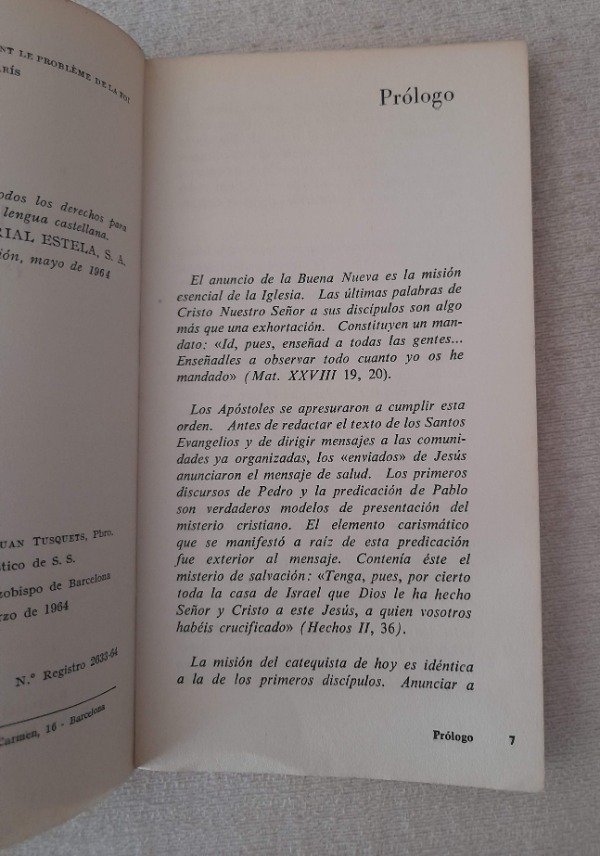 NT LE PROBLÈME DE LA FOI
ARÍS
odos los derechos para
lengua castellana.
RIAL ESTELA, S. A.
ión, mayo de 1964
UAN TUSQUETS, Pbro.
ático de S. S.
zobispo de Barcelona
rzo de 1964
N.º Registro 2633-64
Carmen, 16 - Barcelona
Prólogo
El anuncio de la Buena Nueva es la misión
esencial de la Iglesia. Las últimas palabras de
Cristo Nuestro Señor a sus discípulos son algo
más que una exhortación. Constituyen un man-
dato: «Id, pues, enseñad a todas las gentes...
Enseñadles a observar todo cuanto yo os he
mandado» (Mat. XXVIII 19, 20).
Los Apóstoles se apresuraron a cumplir esta
orden. Antes de redactar el texto de los Santos
Evangelios y de dirigir mensajes a las comuni-
dades ya organizadas, los «enviados» de Jesús
anunciaron el mensaje de salud. Los primeros
discursos de Pedro y la predicación de Pablo
son verdaderos modelos de presentación del
misterio cristiano. El elemento carismático
que se manifestó a raíz de esta predicación
fue exterior al mensaje. Contenía éste el
misterio de salvación: «Tenga, pues, por cierto
toda la casa de Israel que Dios le ha hecho
Señor y Cristo a este Jesús, a quien vosotros
habéis crucificado» (Hechos II, 36).
La misión del catequista de hoy es idéntica
a la de los primeros discípulos. Anunciar a
Prólogo 7